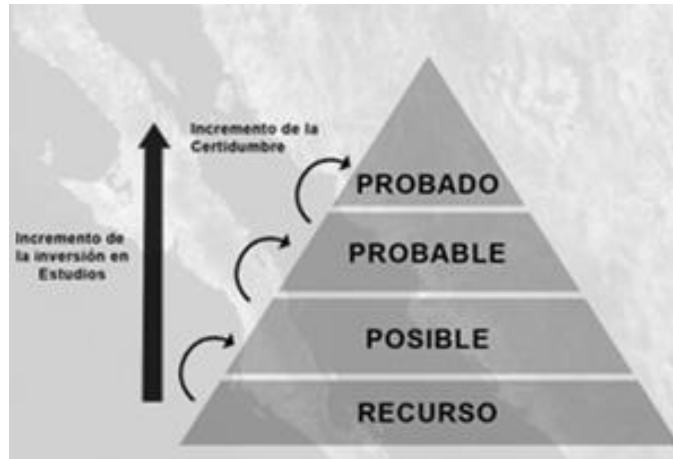 Incremento de la
Certidumbre
PROBADO
Incremento de
la inversión en
Estudios
PROBABLE
POSIBLE
RECURSO